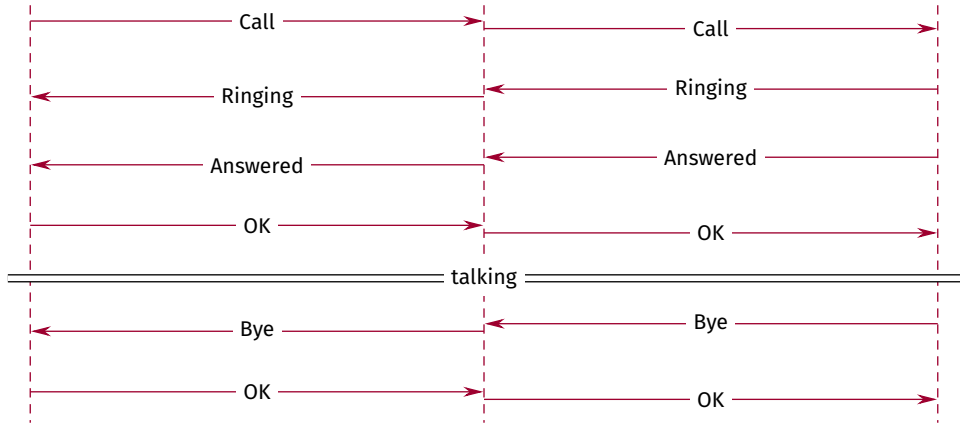 Call
Call
Ringing
Ringing
Answered
Answered
OK
OK
talking
Bye
Bye
OK
OK